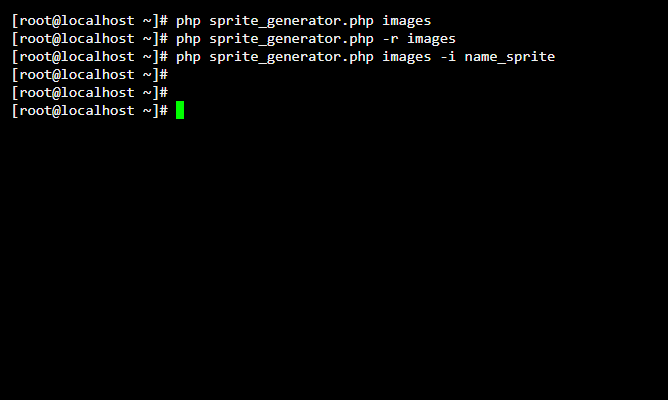 [root@localhost ~]# php sprite_generator.php images
[root@localhost ~]# php sprite_generator.php -r images
[root@localhost ~]# php sprite_generator.php images -i name_sprite
[root@localhost ~]#
[root@localhost ~]#
[root@localhost ~]#